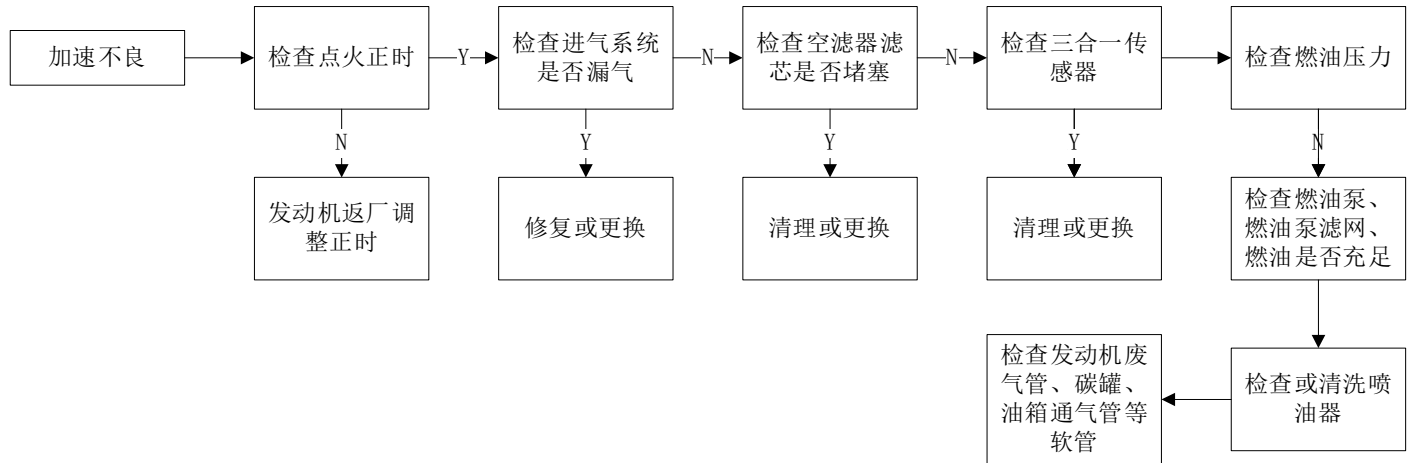 加速不良
检查点火正时
Y
检查进气系统
是否漏气
N
检查空滤器滤
芯是否堵塞
N
检查三合一传
感器
检查燃油压力
N
Y
Y
Y
N
发动机返厂调
整正时
修复或更换
清理或更换
清理或更换
检查燃油泵、
燃油泵滤网、
燃油是否充足
检查发动机废
气管、碳罐、
油箱通气管等
软管
检查或清洗喷
油器